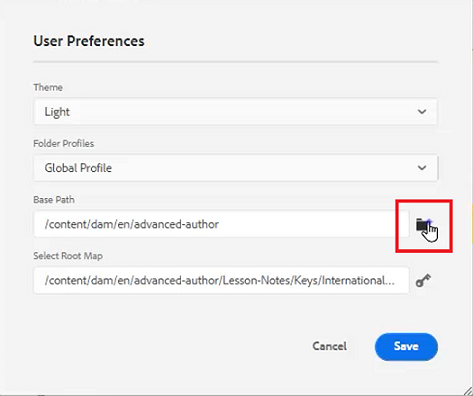 User Preferences
Theme
Light
Folder Profiles
Global Profile
Base Path
/content/dam/en/advanced-author
Select Root Map
/content/dam/en/advanced-author/Lesson-Notes/Keys/International...
Cancel Save